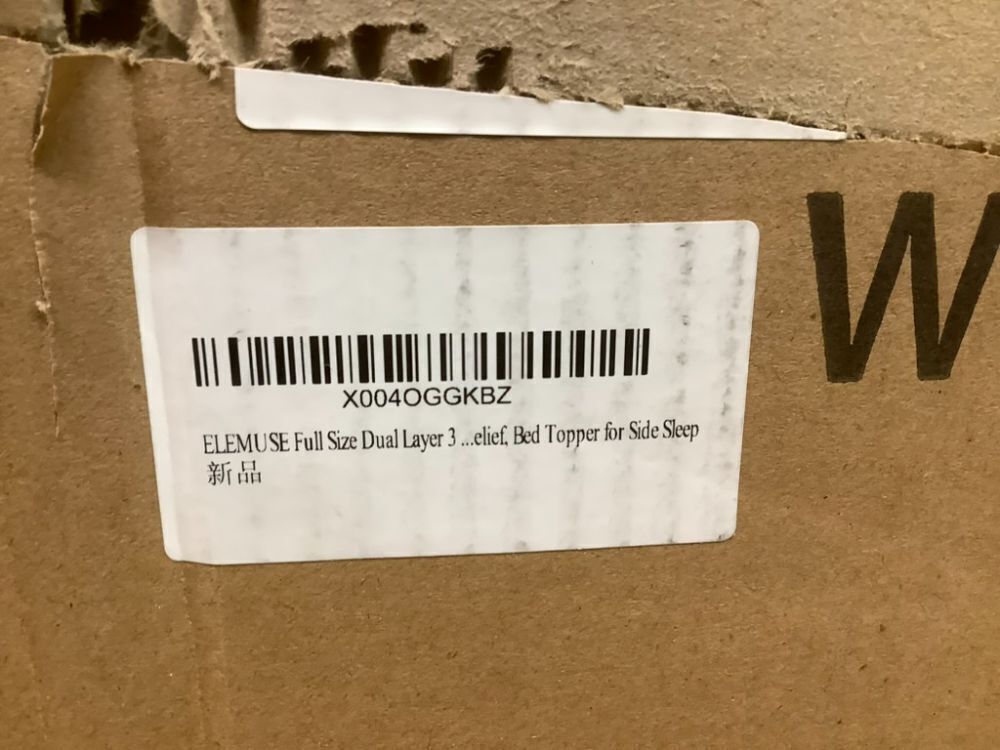 W
X004OGGKBZ
ELEMUSE Full Size Dual Layer 3 ...elief, Bed Topper for Side Sleep
新品